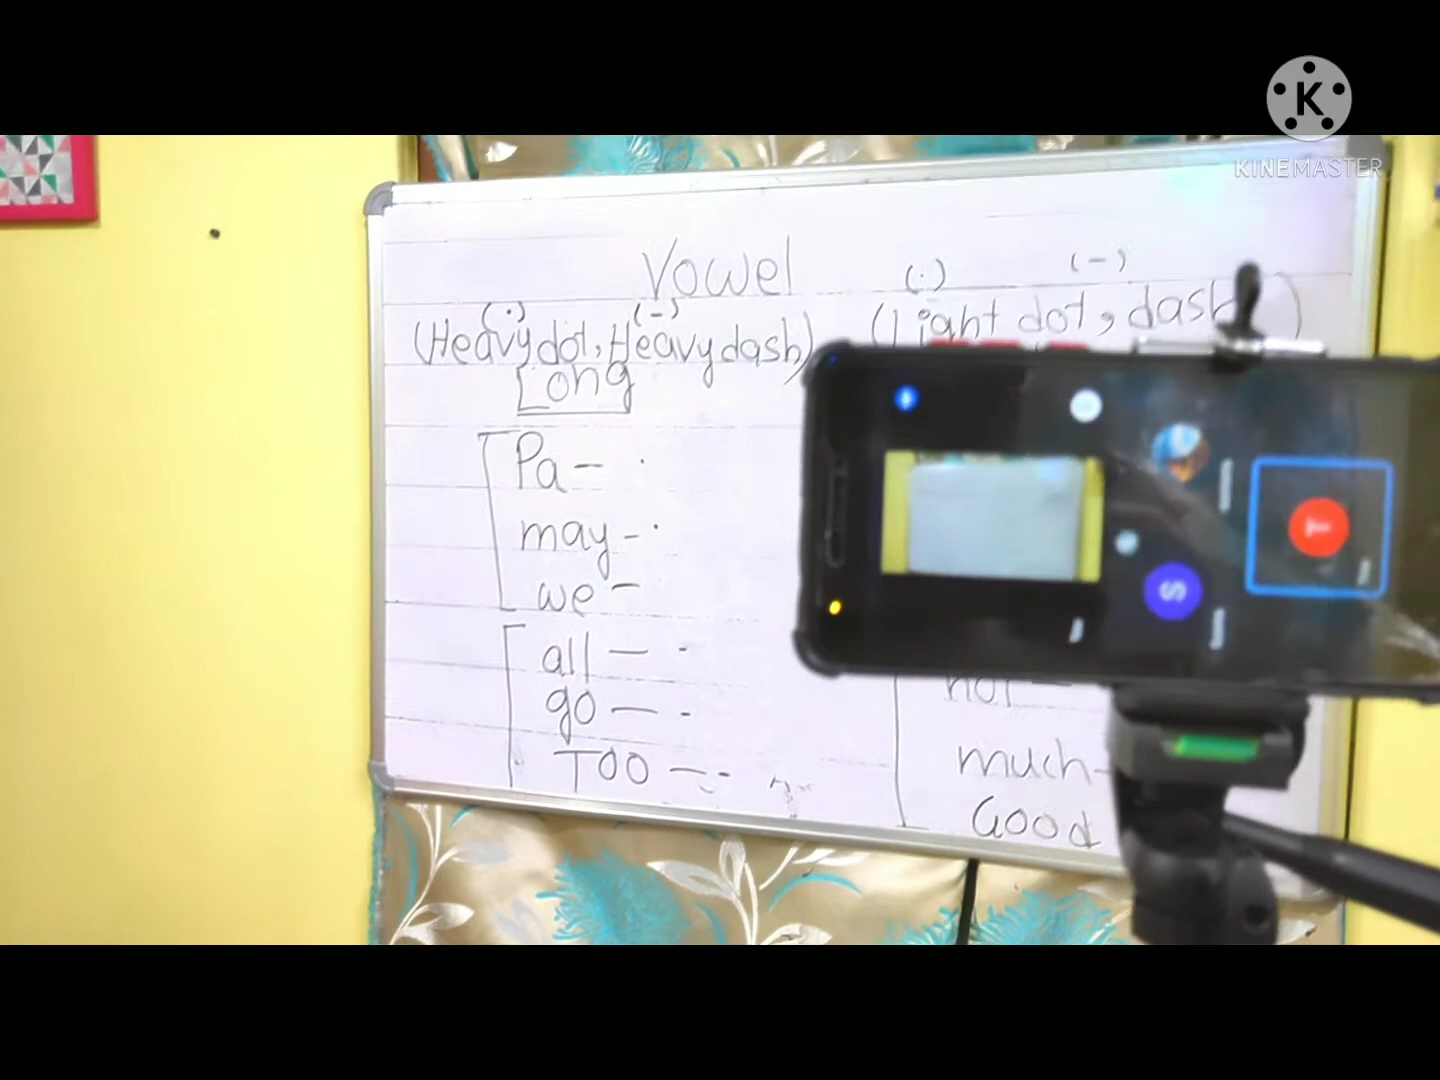 K
KINEMASTER
Vowel
(·) (-)
(Heavy dot, Heavy dash)
(·) (-)
(Light dot, dash)
Long
Pa - ·
may - ·
we -
all — -
go — -
TOO — -
much-
Good